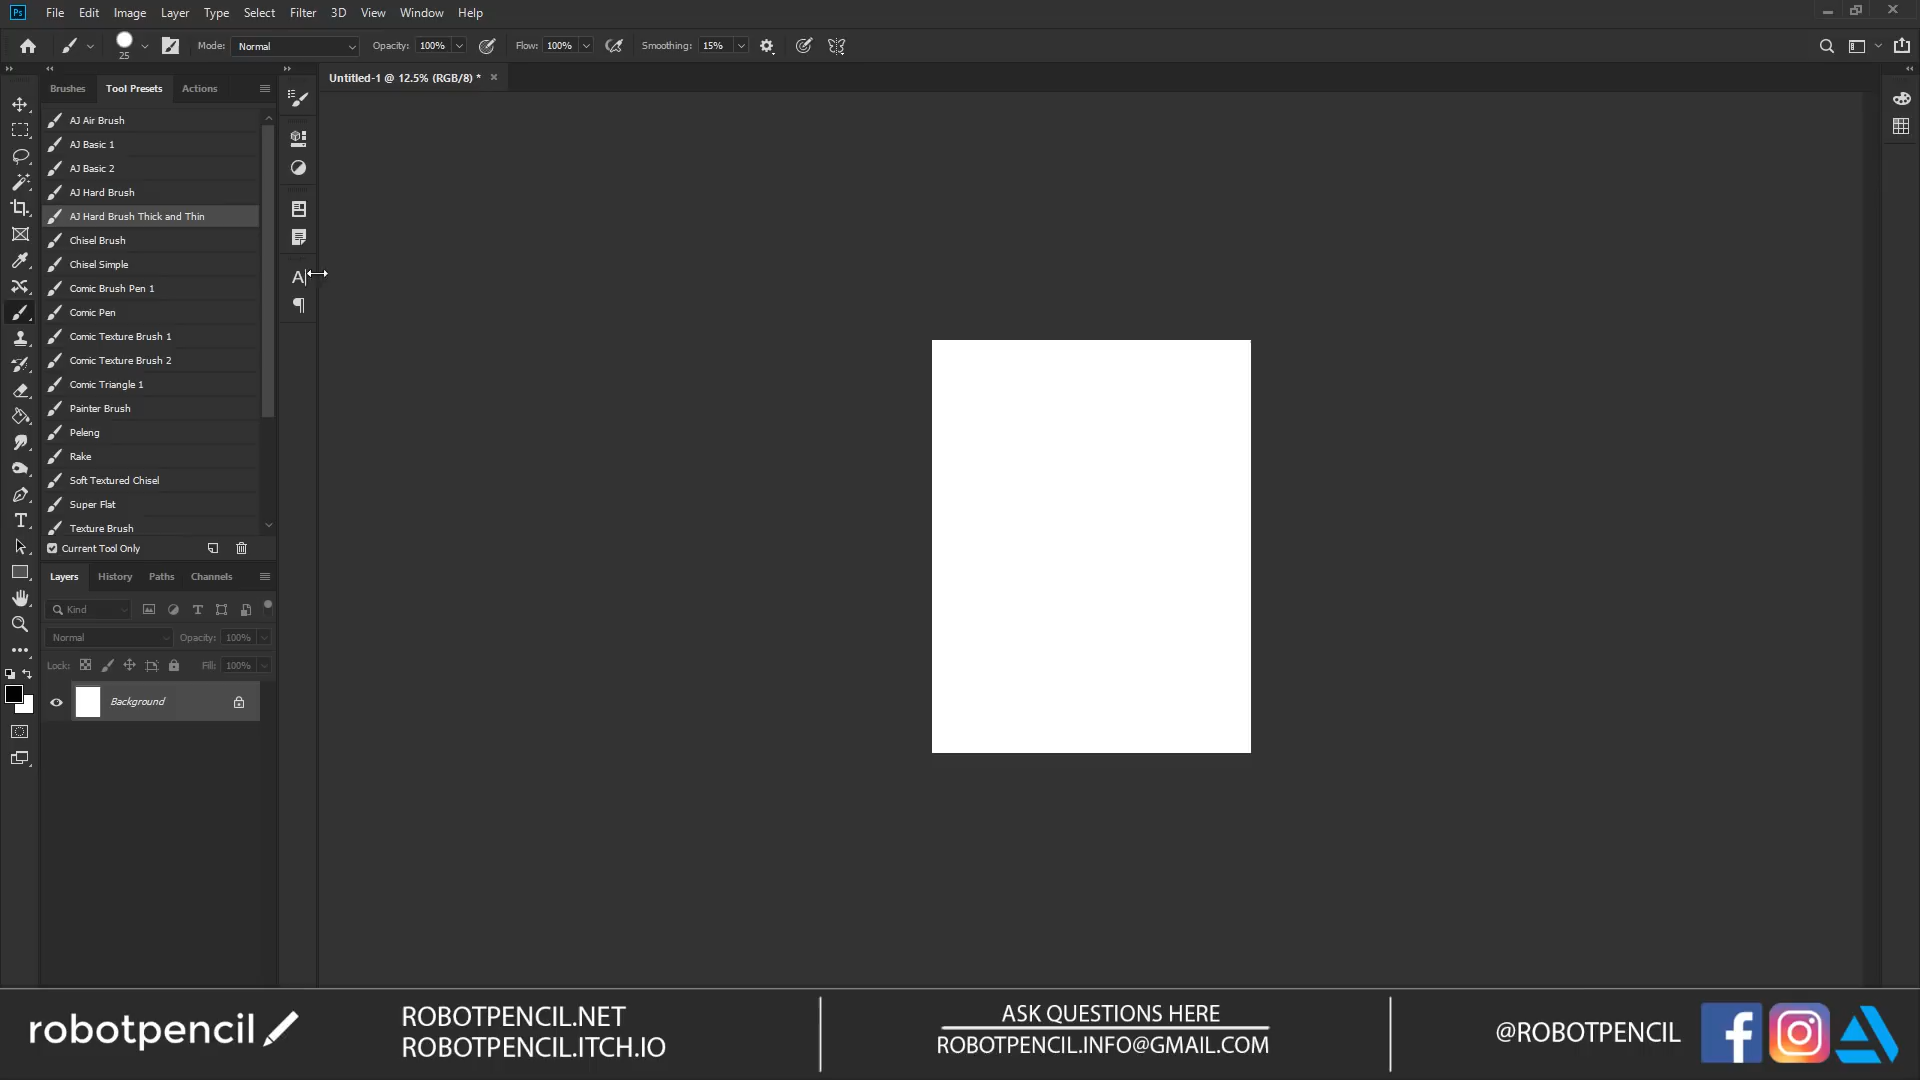 Ps File Edit Image Layer Type Select Filter 3D View Window Help
25 Mode: Normal Opacity: 100% Flow: 100% Smoothing: 15%
Untitled-1 @ 12.5% (RGB/8) *
Brushes Tool Presets Actions
AJ Air Brush
AJ Basic 1
AJ Basic 2
AJ Hard Brush
AJ Hard Brush Thick and Thin
Chisel Brush
Chisel Simple
Comic Brush Pen 1
Comic Pen
Comic Texture Brush 1
Comic Texture Brush 2
Comic Triangle 1
Painter Brush
Peleng
Rake
Soft Textured Chisel
Super Flat
Texture Brush
Current Tool Only
Layers History Paths Channels
Kind
Normal Opacity: 100%
Lock: Fill: 100%
Background
robotpencil
ROBOTPENCIL.NET
ROBOTPENCIL.ITCH.IO
ASK QUESTIONS HERE
ROBOTPENCIL.INFO@GMAIL.COM
@ROBOTPENCIL